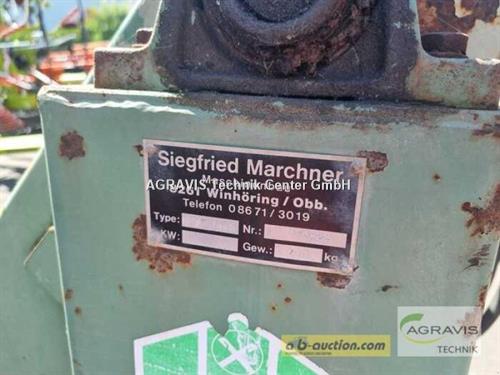 Siegfried Marchner
AGRAVIS Technik Center GmbH
8261 Winhöring / Obb.
Telefon 08671/3019
Type:
Nr.:
KW:
Gew.:
kg
ab-auction.com
AGRAVIS
TECHNIK